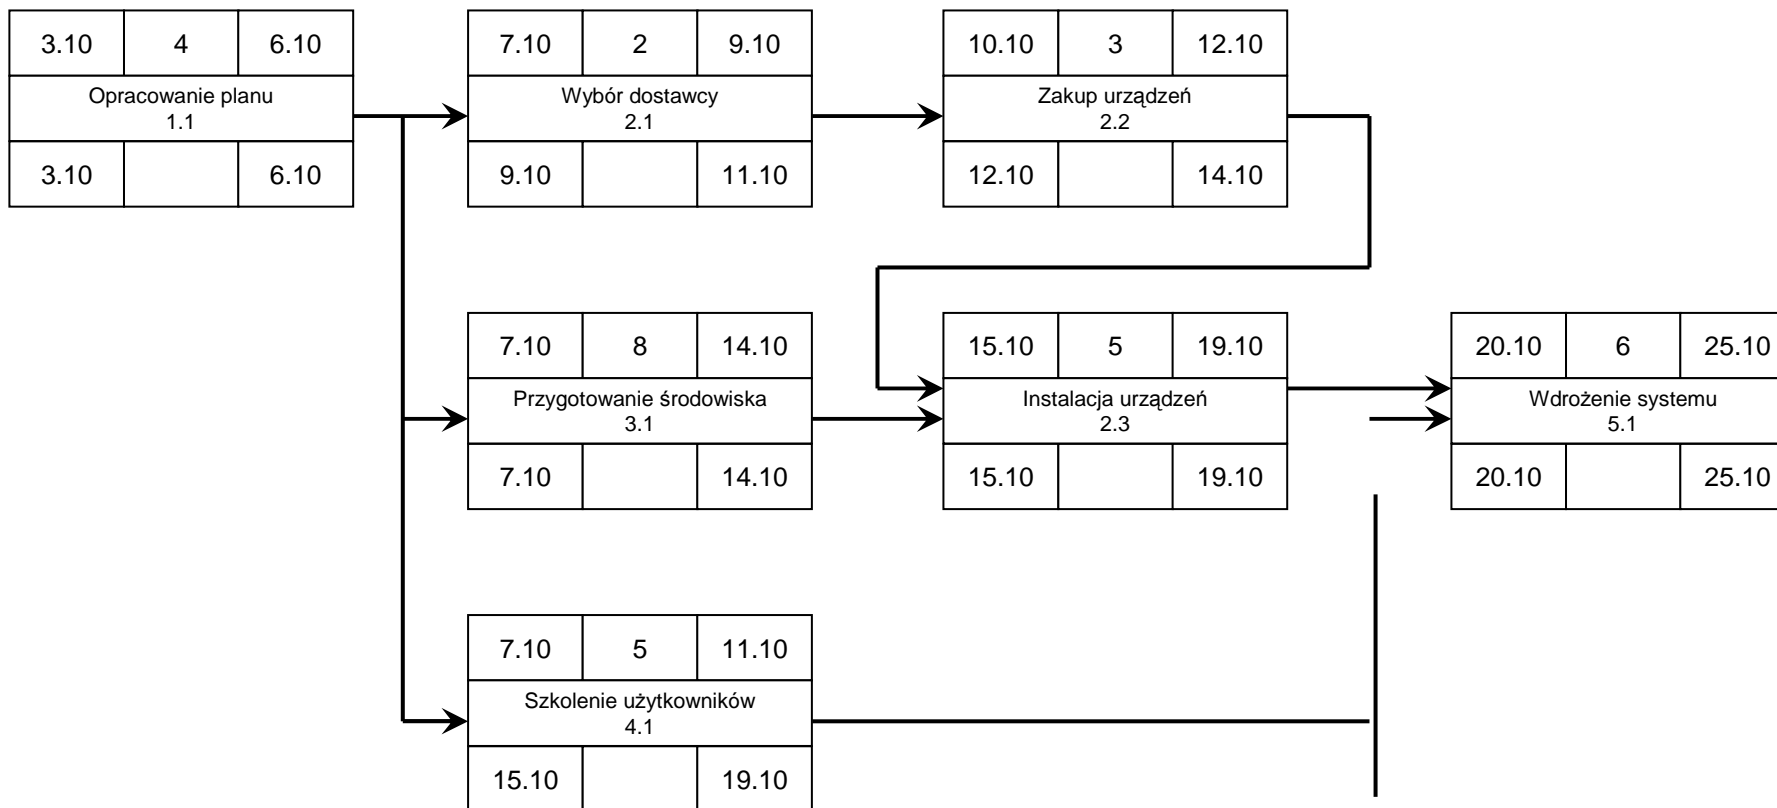 3.10 4 6.10
Opracowanie planu
1.1
3.10 6.10
7.10 2 9.10
Wybór dostawcy
2.1
9.10 11.10
10.10 3 12.10
Zakup urządzeń
2.2
12.10 14.10
7.10 8 14.10
Przygotowanie środowiska
3.1
7.10 14.10
15.10 5 19.10
Instalacja urządzeń
2.3
15.10 19.10
20.10 6 25.10
Wdrożenie systemu
5.1
20.10 25.10
7.10 5 11.10
Szkolenie użytkowników
4.1
15.10 19.10